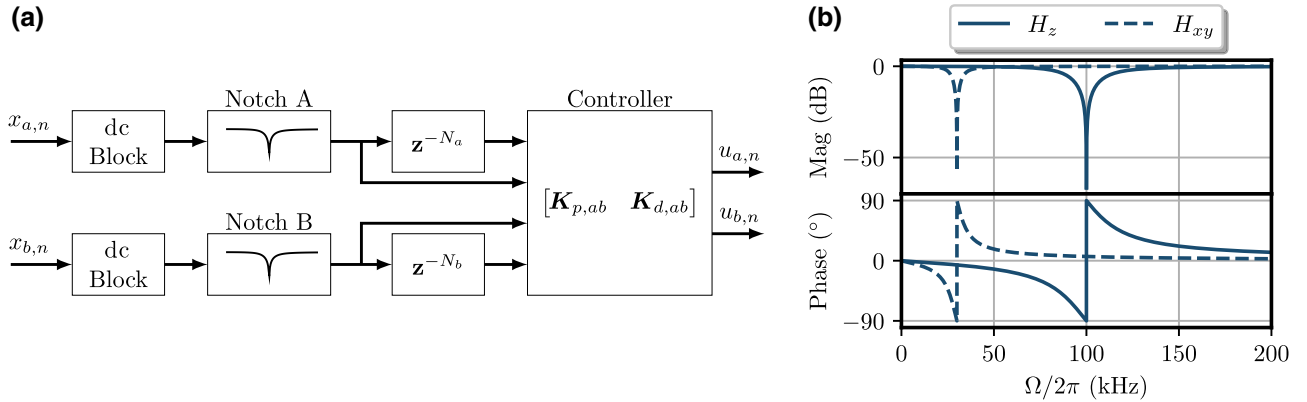 (a)
x_{a,n}
dc
Block
Notch A
z^{-N_a}
Controller
[K_{p,ab} K_{d,ab}]
u_{a,n}
u_{b,n}
x_{b,n}
dc
Block
Notch B
z^{-N_b}
(b)
H_z H_{xy}
Mag (dB)
0
−50
Phase (°)
90
0
−90
0 50 100 150 200
Ω/2π (kHz)